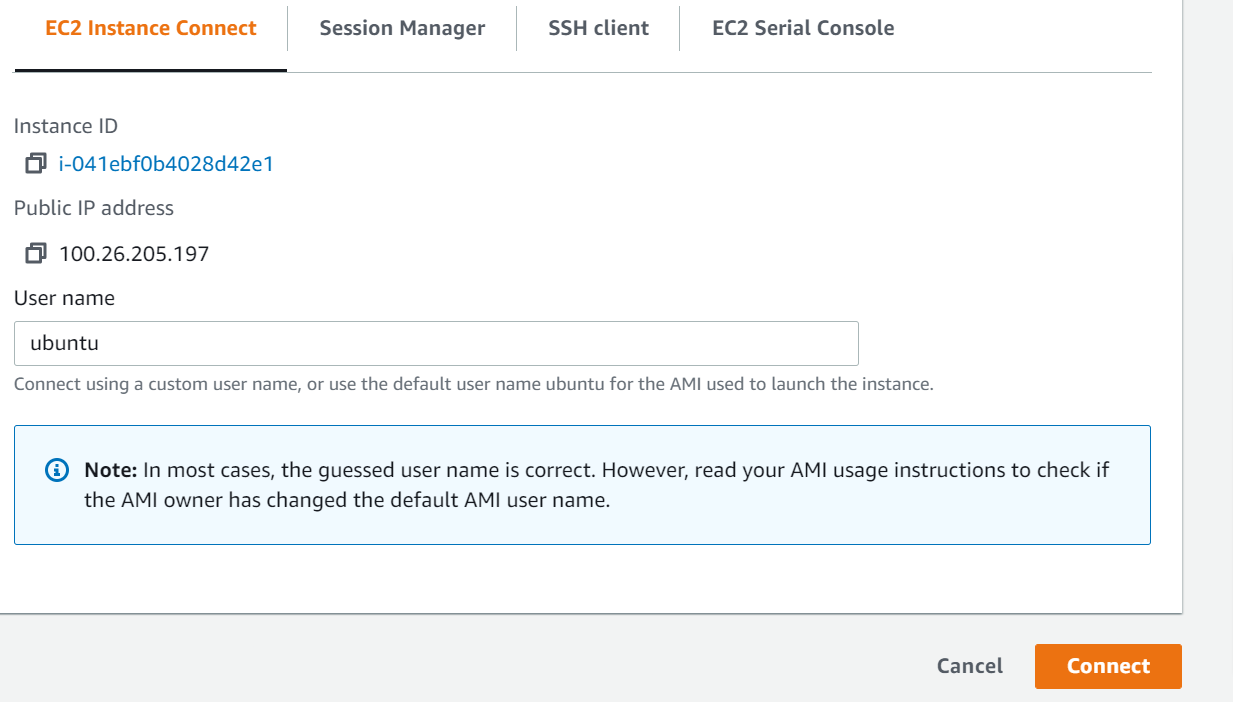 EC2 Instance Connect
Session Manager
SSH client
EC2 Serial Console
Instance ID
i-041ebf0b4028d42e1
Public IP address
100.26.205.197
User name
ubuntu
Connect using a custom user name, or use the default user name ubuntu for the AMI used to launch the instance.
Note: In most cases, the guessed user name is correct. However, read your AMI usage instructions to check if
the AMI owner has changed the default AMI user name.
Cancel
Connect